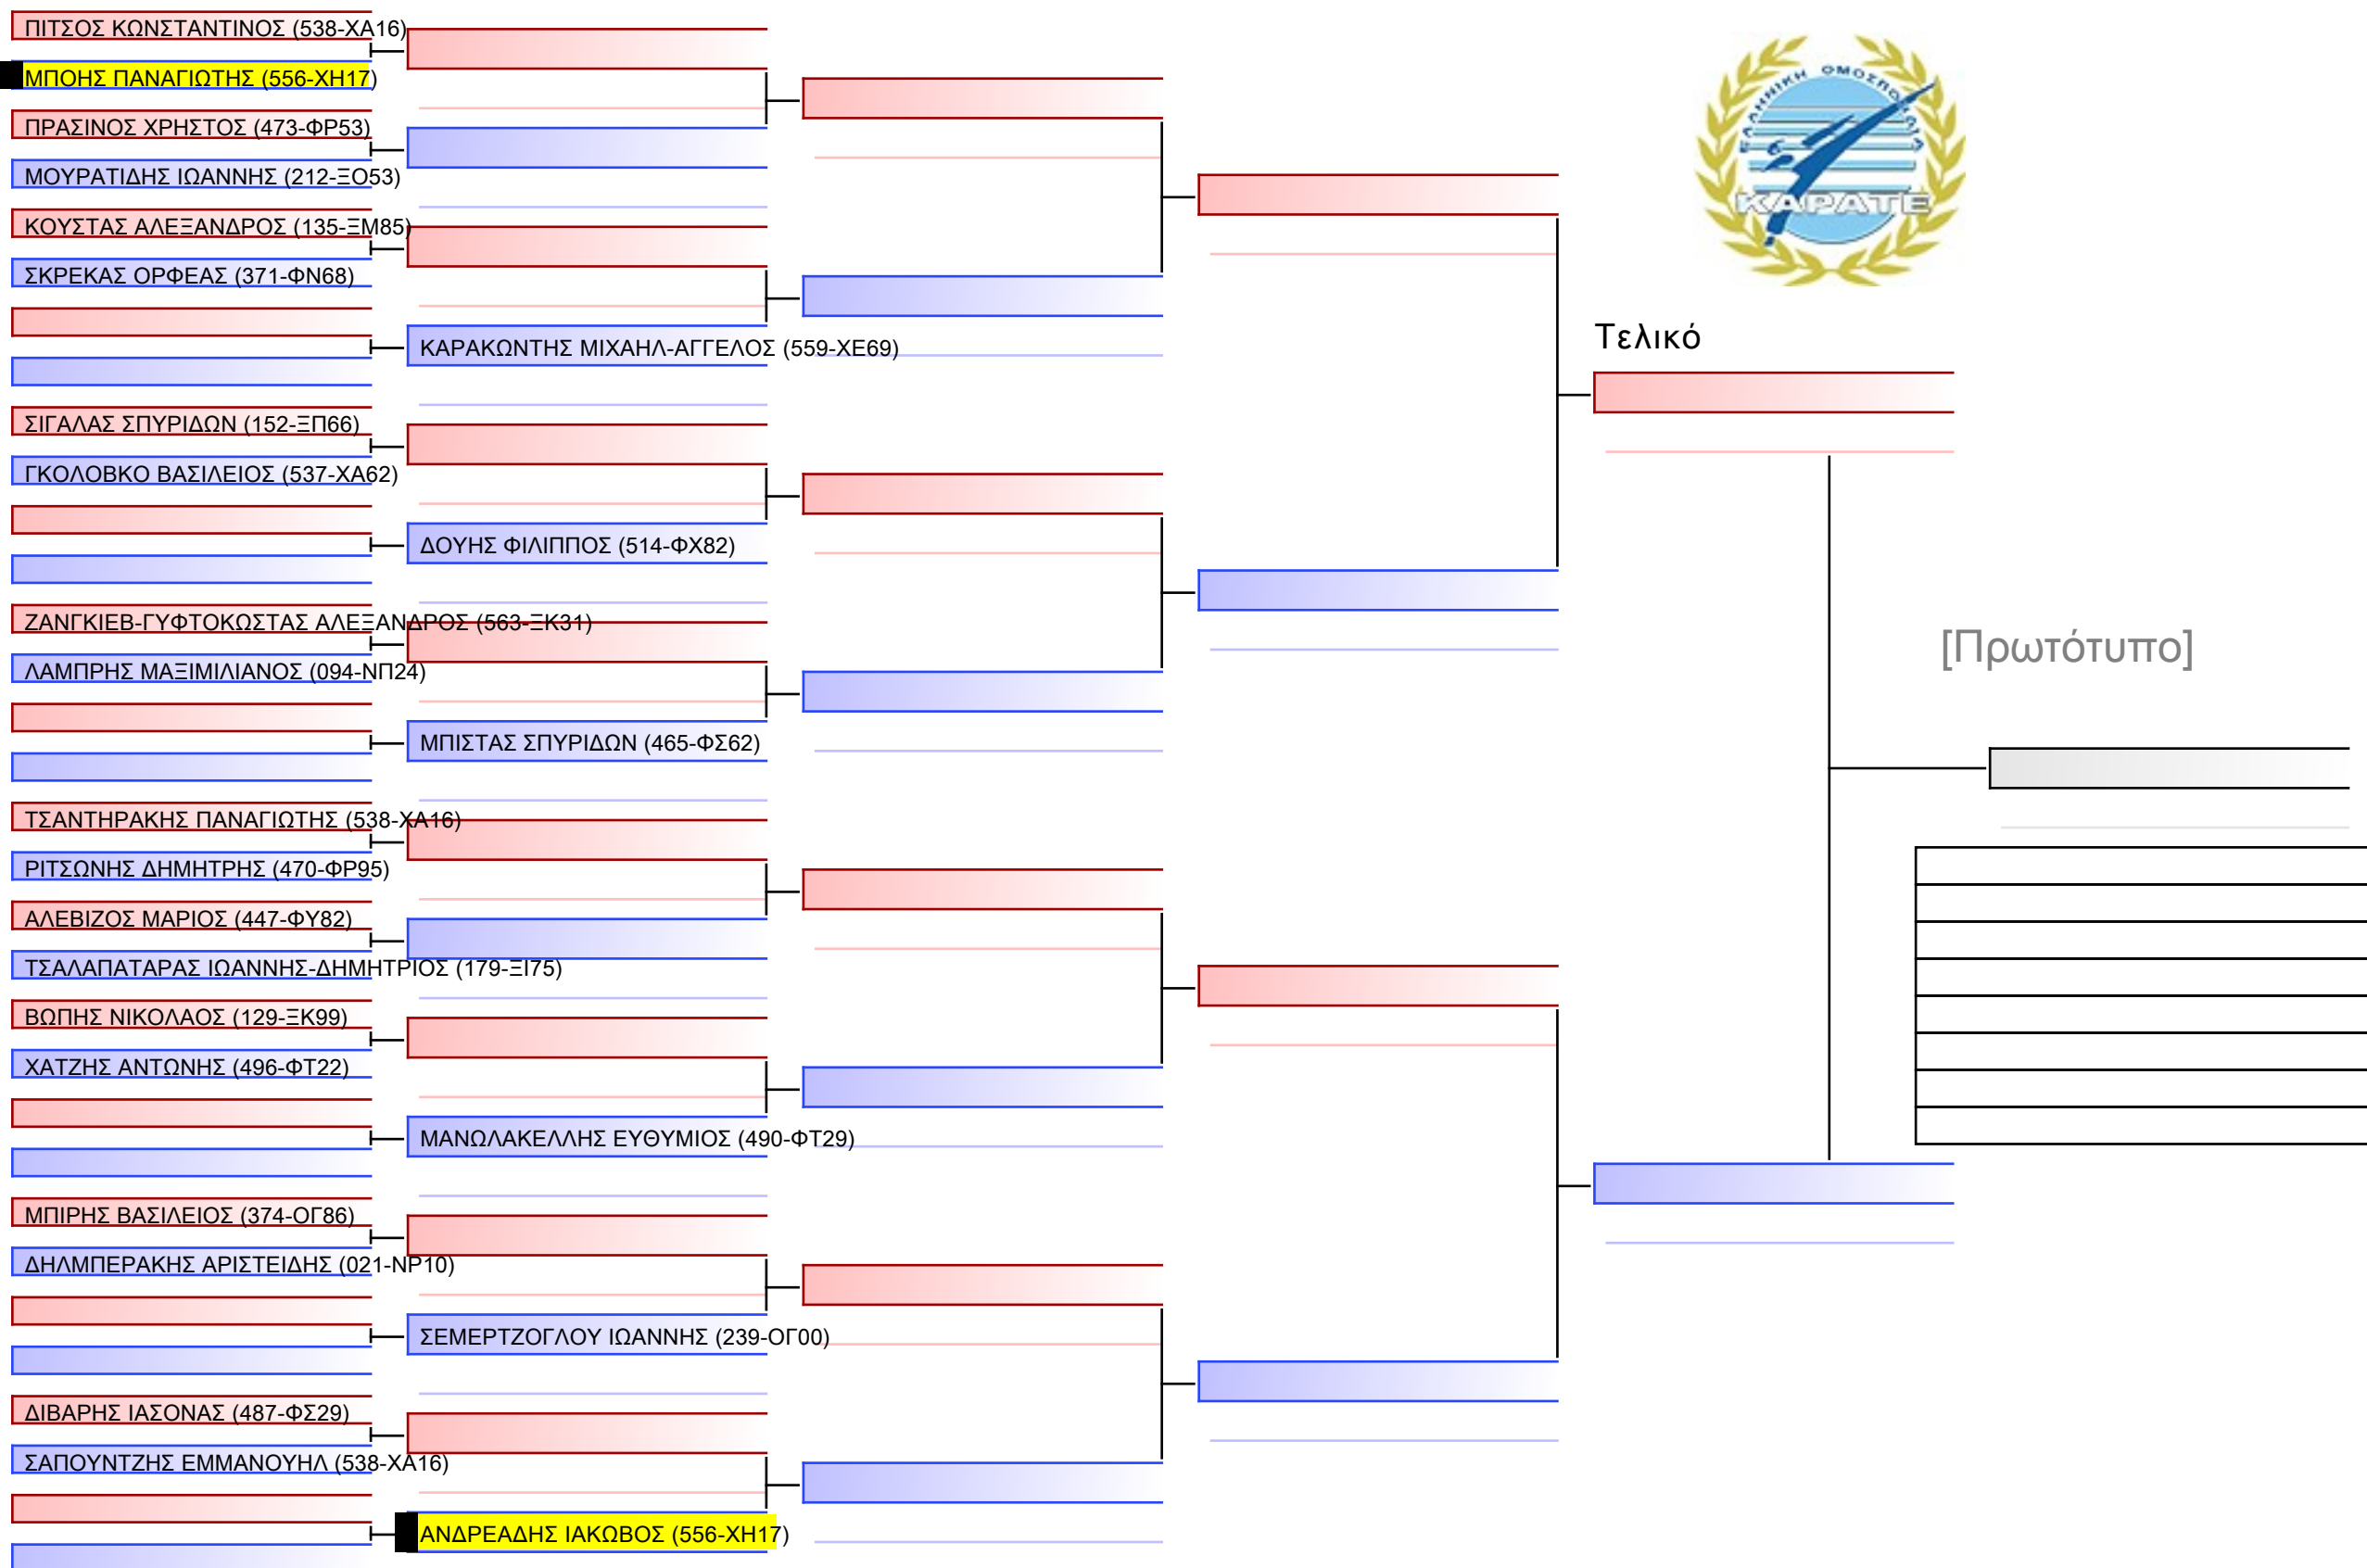 ΠΙΤΣΟΣ ΚΩΝΣΤΑΝΤΙΝΟΣ (538-ΧΑ16)
ΜΠΟΗΣ ΠΑΝΑΓΙΩΤΗΣ (556-ΧΗ17)
ΠΡΑΣΙΝΟΣ ΧΡΗΣΤΟΣ (473-ΦΡ53)
ΜΟΥΡΑΤΙΔΗΣ ΙΩΑΝΝΗΣ (212-ΞΟ53)
ΚΟΥΣΤΑΣ ΑΛΕΞΑΝΔΡΟΣ (135-ΞΜ85)
ΣΚΡΕΚΑΣ ΟΡΦΕΑΣ (371-ΦΝ68)
ΚΑΡΑΚΩΝΤΗΣ ΜΙΧΑΗΛ-ΑΓΓΕΛΟΣ (559-ΧΕ69)
ΣΙΓΑΛΑΣ ΣΠΥΡΙΔΩΝ (152-ΞΠ66)
ΓΚΟΛΟΒΚΟ ΒΑΣΙΛΕΙΟΣ (537-ΧΑ62)
ΔΟΥΗΣ ΦΙΛΙΠΠΟΣ (514-ΦΧ82)
ΖΑΝΓΚΙΕΒ-ΓΥΦΤΟΚΩΣΤΑΣ ΑΛΕΞΑΝΔΡΟΣ (563-ΞΚ31)
ΛΑΜΠΡΗΣ ΜΑΞΙΜΙΛΙΑΝΟΣ (094-ΝΠ24)
ΜΠΙΣΤΑΣ ΣΠΥΡΙΔΩΝ (465-ΦΣ62)
ΤΣΑΝΤΗΡΑΚΗΣ ΠΑΝΑΓΙΩΤΗΣ (538-ΧΑ16)
ΡΙΤΣΩΝΗΣ ΔΗΜΗΤΡΗΣ (470-ΦΡ95)
ΑΛΕΒΙΖΟΣ ΜΑΡΙΟΣ (447-ΦΥ82)
ΤΣΑΛΑΠΑΤΑΡΑΣ ΙΩΑΝΝΗΣ-ΔΗΜΗΤΡΙΟΣ (179-ΞΙ75)
ΒΩΠΗΣ ΝΙΚΟΛΑΟΣ (129-ΞΚ99)
ΧΑΤΖΗΣ ΑΝΤΩΝΗΣ (496-ΦΤ22)
ΜΑΝΩΛΑΚΕΛΛΗΣ ΕΥΘΥΜΙΟΣ (490-ΦΤ29)
ΜΠΙΡΗΣ ΒΑΣΙΛΕΙΟΣ (374-ΟΓ86)
ΔΗΛΜΠΕΡΑΚΗΣ ΑΡΙΣΤΕΙΔΗΣ (021-ΝΡ10)
ΣΕΜΕΡΤΖΟΓΛΟΥ ΙΩΑΝΝΗΣ (239-ΟΓ00)
ΔΙΒΑΡΗΣ ΙΑΣΟΝΑΣ (487-ΦΣ29)
ΣΑΠΟΥΝΤΖΗΣ ΕΜΜΑΝΟΥΗΛ (538-ΧΑ16)
ΑΝΔΡΕΑΔΗΣ ΙΑΚΩΒΟΣ (556-ΧΗ17)
ΕΛΛΗΝΙΚΗ ΟΜΟΣΠΟΝΔΙΑ
ΚΑΡΑΤΕ
Τελικό
[Πρωτότυπο]